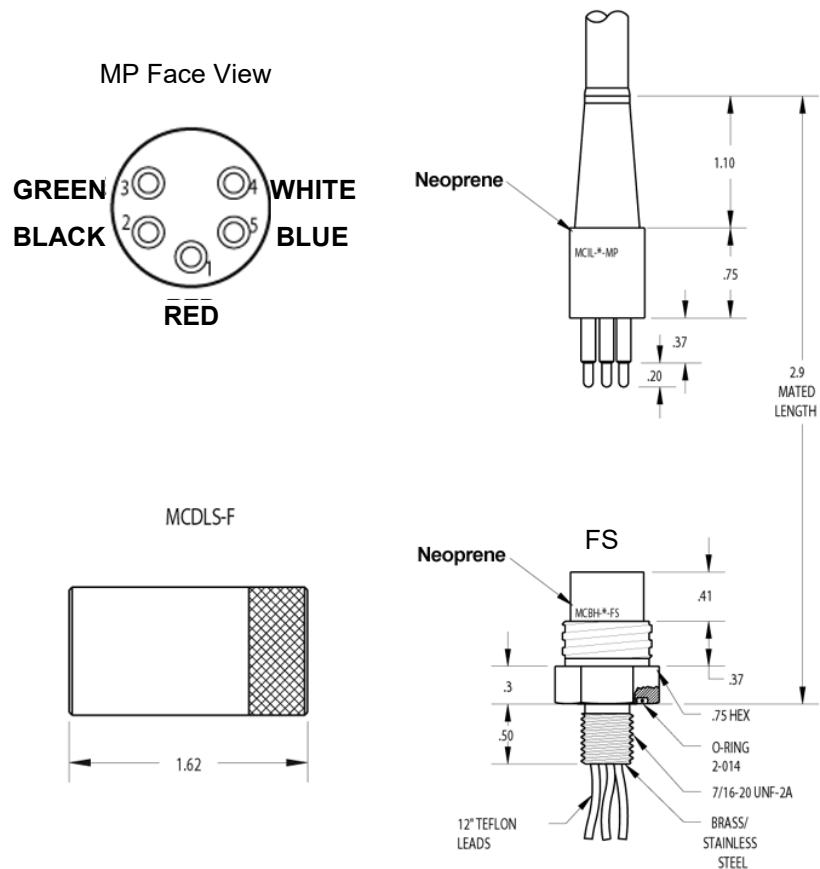 MP Face View
GREEN 3 4 WHITE
BLACK 2 5 BLUE
1
RED
Neoprene
MCIL-*-MP
1.10
.75
.37
.20
2.9
MATED
LENGTH
MCDLS-F
1.62
FS
Neoprene
MCBH-*-FS
.41
.37
.3
.50
.75 HEX
O-RING
2-014
7/16-20 UNF-2A
12" TEFLON
LEADS
BRASS/
STAINLESS
STEEL